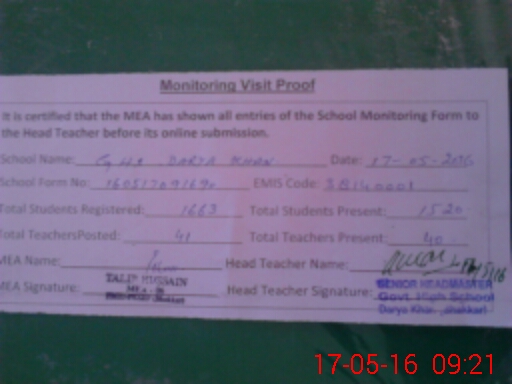 Monitoring Visit Proof
It is certified that the MEA has shown all entries of the School Monitoring Form to
the Head Teacher before its online submission.
School Name: GHS DARYA KHAN Date: 17-05-2016
School Form No: EMIS Code:
Total Students Registered: 1663 Total Students Present: 1520
Total TeachersPosted: 41 Total Teachers Present: 40
MEA Name: Head Teacher Name:
TALIB HUSSAIN
MEA Signature: Head Teacher Signature:
SENIOR HEADMASTER
Govt. High School
Darya Khan
17-05-16 09:21